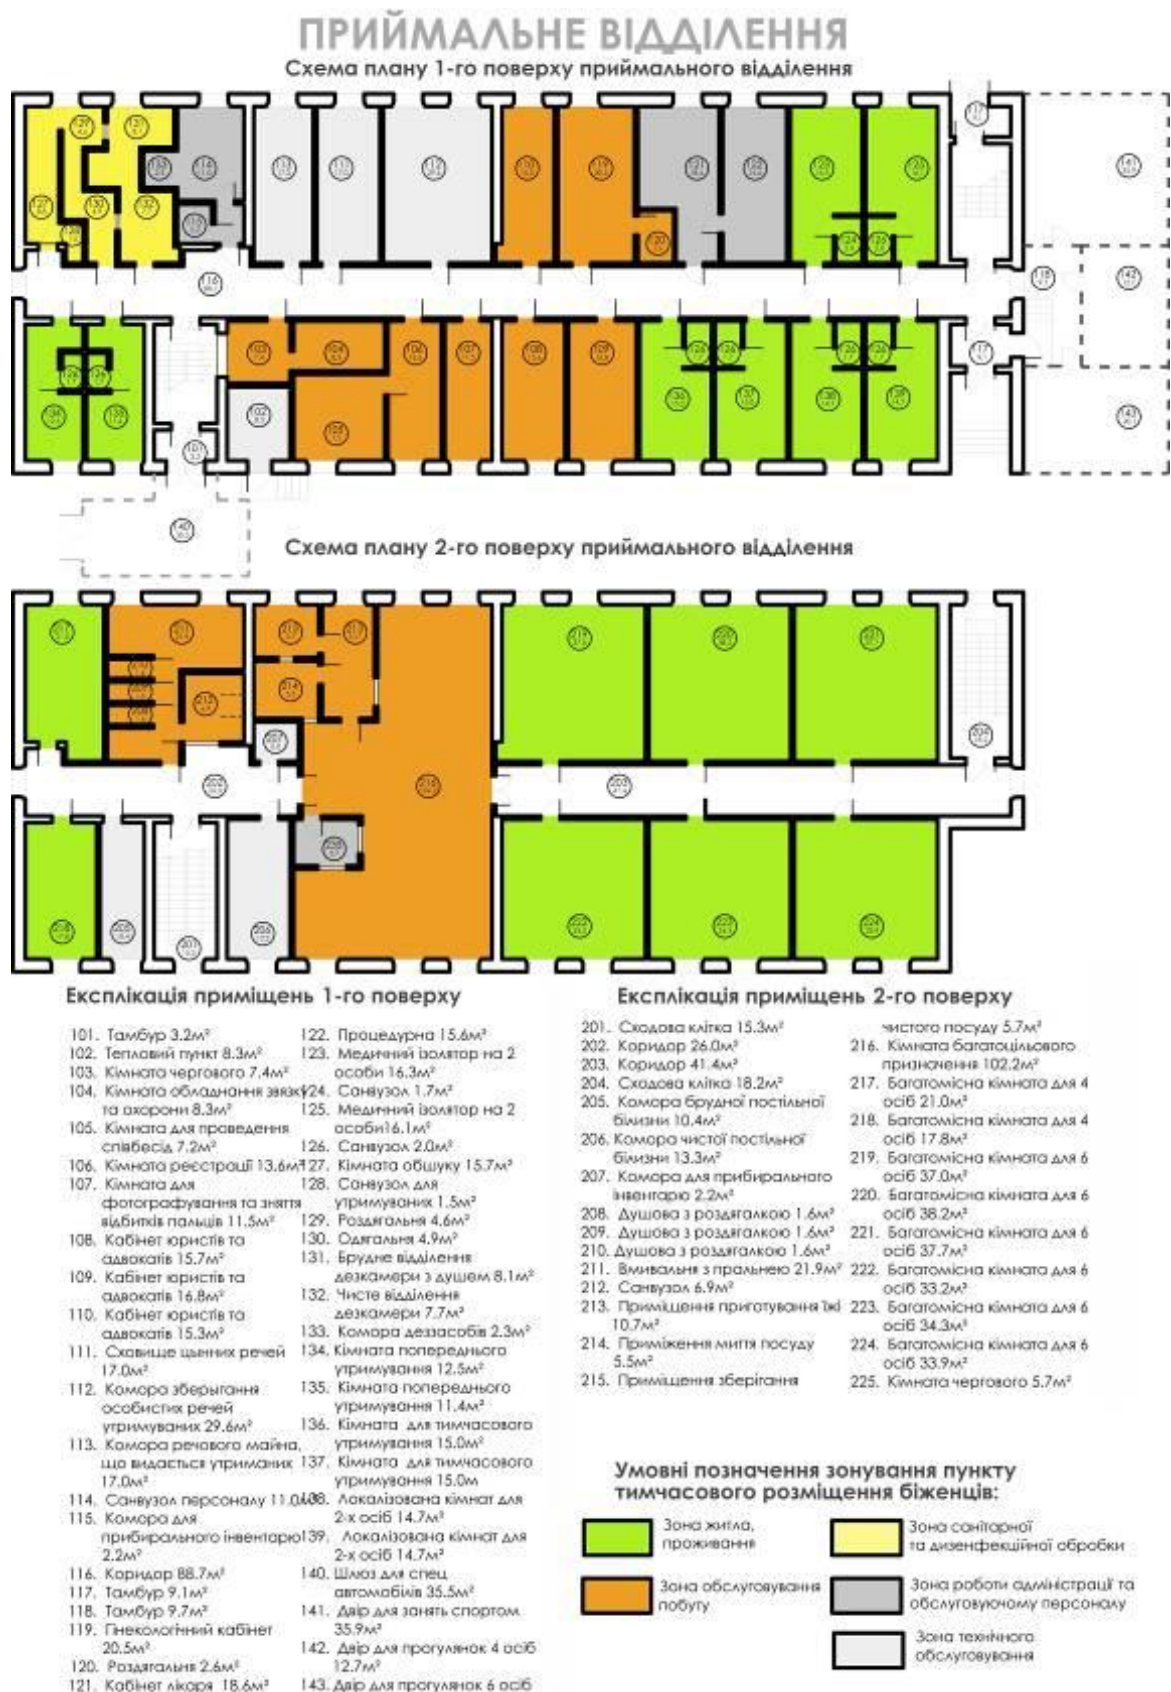 ПРИЙМАЛЬНЕ ВІДДІЛЕННЯ
Схема плану 1-го поверху приймального відділення
Схема плану 2-го поверху приймального відділення
Експлікація приміщень 1-го поверху
101. Тамбур 3.2м²
102. Тепловий пункт 8.3м²
103. Кімната чергового 7.4м²
104. Кімната обладнання звязку
та охорони 8.3м²
105. Кімната для проведення
співбесід 7.2м²
106. Кімната реєстрації 13.6м²
107. Кімната для
фотографування та зняття
відбитків пальців 11.5м²
108. Кабінет юристів та
адвокатів 15.7м²
109. Кабінет юристів та
адвокатів 16.8м²
110. Кабінет юристів та
адвокатів 15.3м²
111. Сховище цынних речей
17.0м²
112. Комора зберыгання
особистих речей
утримуваних 29.6м²
113. Комора речового майна,
що видасться утриманих
17.0м²
114. Санвузол персоналу 11.0м²
115. Комора для
прибирального інвентарю
2.2м²
116. Коридор 88.7м²
117. Тамбур 9.1м²
118. Тамбур 9.7м²
119. Гінекологічний кабінет
20.5м²
120. Роздягальня 2.6м²
121. Кабінет лікаря 18.6м²
122. Процедурна 15.6м²
123. Медичний ізолятор на 2
особи 16.3м²
124. Санвузол 1.7м²
125. Медичний ізолятор на 2
особи16.1м²
126. Санвузол 2.0м²
127. Кімната обшуку 15.7м²
128. Санвузол для
утримуваних 1.5м²
129. Роздягальня 4.6м²
130. Одягальня 4.9м²
131. Брудне відділення
дезкамери з душем 8.1м²
132. Чисте відділення
дезкамери 7.7м²
133. Комора деззасобів 2.3м²
134. Кімната попереднього
утримування 12.5м²
135. Кімната попереднього
утримування 11.4м²
136. Кімната для тимчасового
утримування 15.0м²
137. Кімната для тимчасового
утримування 15.0м
138. Локалізована кімнат для
2-х осіб 14.7м²
139. Локалізована кімнат для
2-х осіб 14.7м²
140. Шлюз для спец
автомобілів 35.5м²
141. Двір для занять спортом
35.9м²
142. Двір для прогулянок 4 осіб
12.7м²
143. Двір для прогулянок 6 осіб
Експлікація приміщень 2-го поверху
201. Сходова клітка 15.3м²
202. Коридор 26.0м²
203. Коридор 41.4м²
204. Сходова клітка 18.2м²
205. Комора брудної постільної
білизни 10.4м²
206. Комора чистої постільної
білизни 13.3м²
207. Комора для прибирального
інвентарю 2.2м²
208. Душова з роздягалкою 1.6м²
209. Душова з роздягалкою 1.6м²
210. Душова з роздягалкою 1.6м²
211. Вмивальня з пральнею 21.9м²
212. Санвузол 6.9м²
213. Приміщення приготування їжі
10.7м²
214. Приміження миття посуду
5.5м²
215. Приміщення зберігання
чистого посуду 5.7м²
216. Кімната багатоцільового
призначення 102.2м²
217. Багатомісна кімната для 4
осіб 21.0м²
218. Багатомісна кімната для 4
осіб 17.8м²
219. Багатомісна кімната для 6
осіб 37.0м²
220. Багатомісна кімната для 6
осіб 38.2м²
221. Багатомісна кімната для 6
осіб 37.7м²
222. Багатомісна кімната для 6
осіб 33.2м²
223. Багатомісна кімната для 6
осіб 34.3м²
224. Багатомісна кімната для 6
осіб 33.9м²
225. Кімната чергового 5.7м²
Умовні позначення зонування пункту
тимчасового розміщення біженців:
Зона житла,
проживання
Зона обслуговування
побуту
Зона санітарної
та дизенфекційної обробки
Зона роботи адміністрації та
обслуговуючому персоналу
Зона технічного
обслуговування